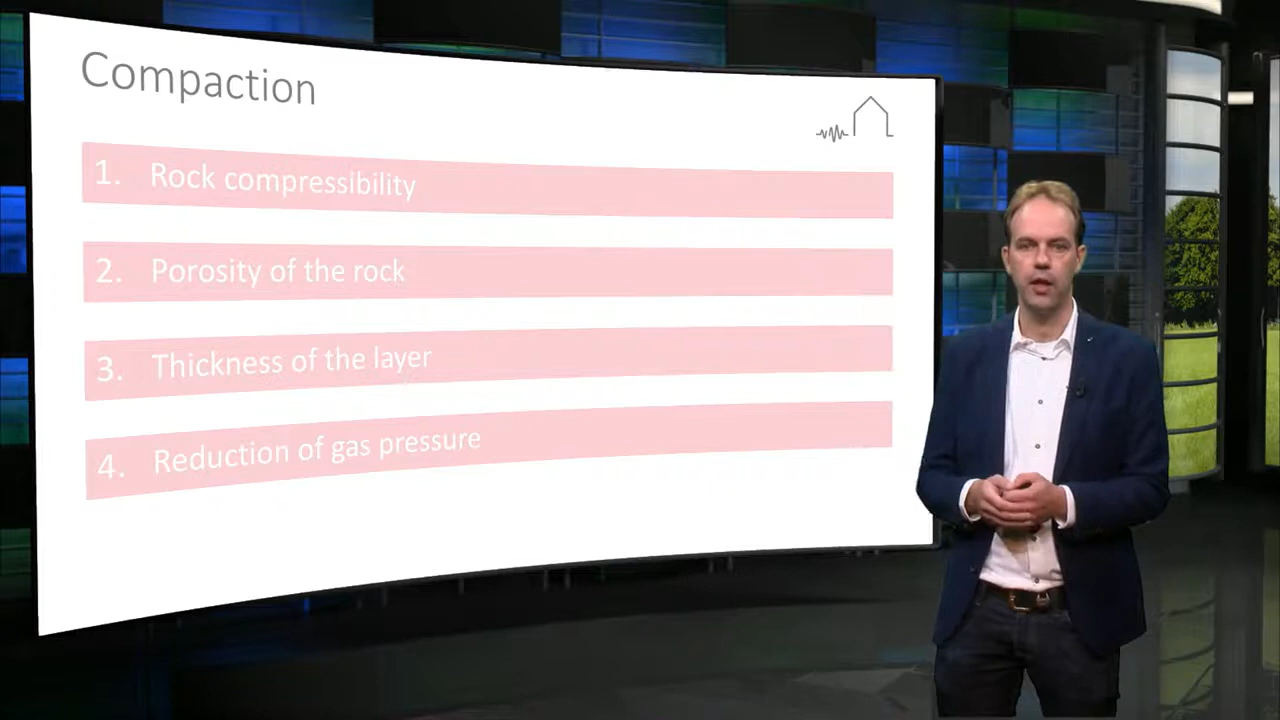 Compaction
1. Rock compressibility
2. Porosity of the rock
3. Thickness of the layer
4. Reduction of gas pressure